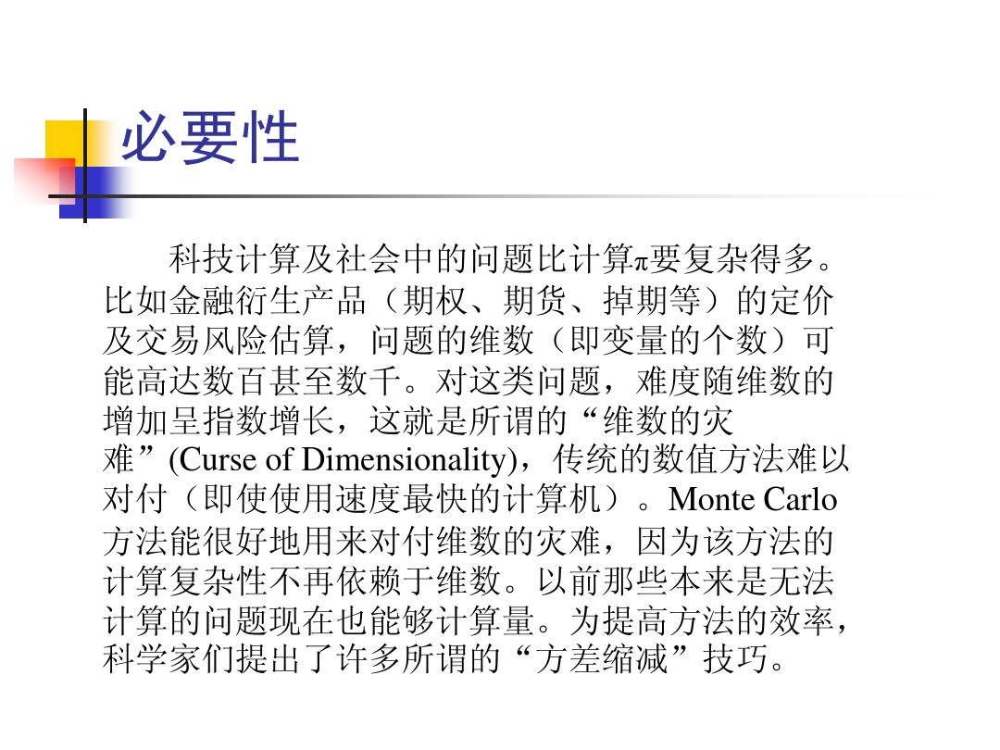 必要性
科技计算及社会中的问题比计算π要复杂得多。
比如金融衍生产品（期权、期货、掉期等）的定价
及交易风险估算，问题的维数（即变量的个数）可
能高达数百甚至数千。对这类问题，难度随维数的
增加呈指数增长，这就是所谓的“维数的灾
难”(Curse of Dimensionality)，传统的数值方法难以
对付（即使使用速度最快的计算机）。Monte Carlo
方法能很好地用来对付维数的灾难，因为该方法的
计算复杂性不再依赖于维数。以前那些本来是无法
计算的问题现在也能够计算量。为提高方法的效率，
科学家们提出了许多所谓的“方差缩减”技巧。